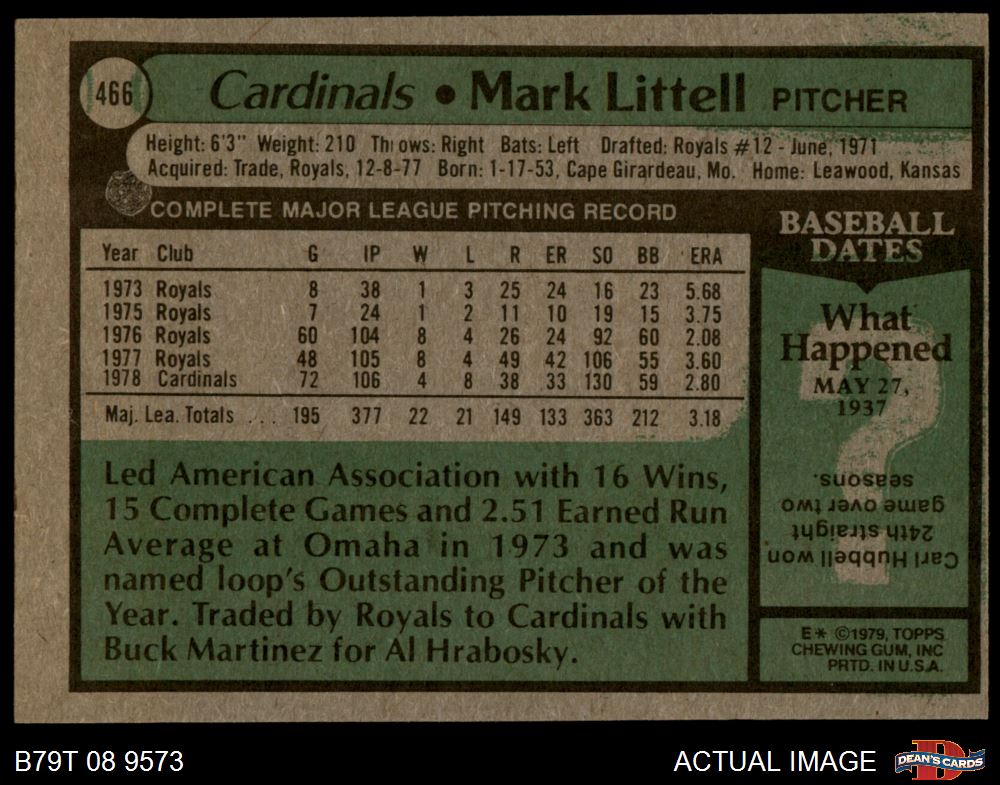 466 Cardinals • Mark Littell PITCHER
Height: 6'3" Weight: 210 Throws: Right Bats: Left Drafted: Royals #12 - June, 1971
Acquired: Trade, Royals, 12-8-77 Born: 1-17-53, Cape Girardeau, Mo. Home: Leawood, Kansas
COMPLETE MAJOR LEAGUE PITCHING RECORD
Year Club G IP W L R ER SO BB ERA
1973 Royals 8 38 1 3 25 24 16 23 5.68
1975 Royals 7 24 1 2 11 10 19 15 3.75
1976 Royals 60 104 8 4 26 24 92 60 2.08
1977 Royals 48 105 8 4 49 42 106 55 3.60
1978 Cardinals 72 106 4 8 38 33 130 59 2.80
Maj. Lea. Totals ... 195 377 22 21 149 133 363 212 3.18
Led American Association with 16 Wins,
15 Complete Games and 2.51 Earned Run
Average at Omaha in 1973 and was
named loop's Outstanding Pitcher of the
Year. Traded by Royals to Cardinals with
Buck Martinez for Al Hrabosky.
BASEBALL
DATES
What
Happened
MAY 27,
1937
?
Carl Hubbell won
24th straight
game over two
seasons.
E* ©1979, TOPPS
CHEWING GUM, INC
PRTD. IN U.S.A.
B79T 08 9573
ACTUAL IMAGE
D
DEAN'S CARDS